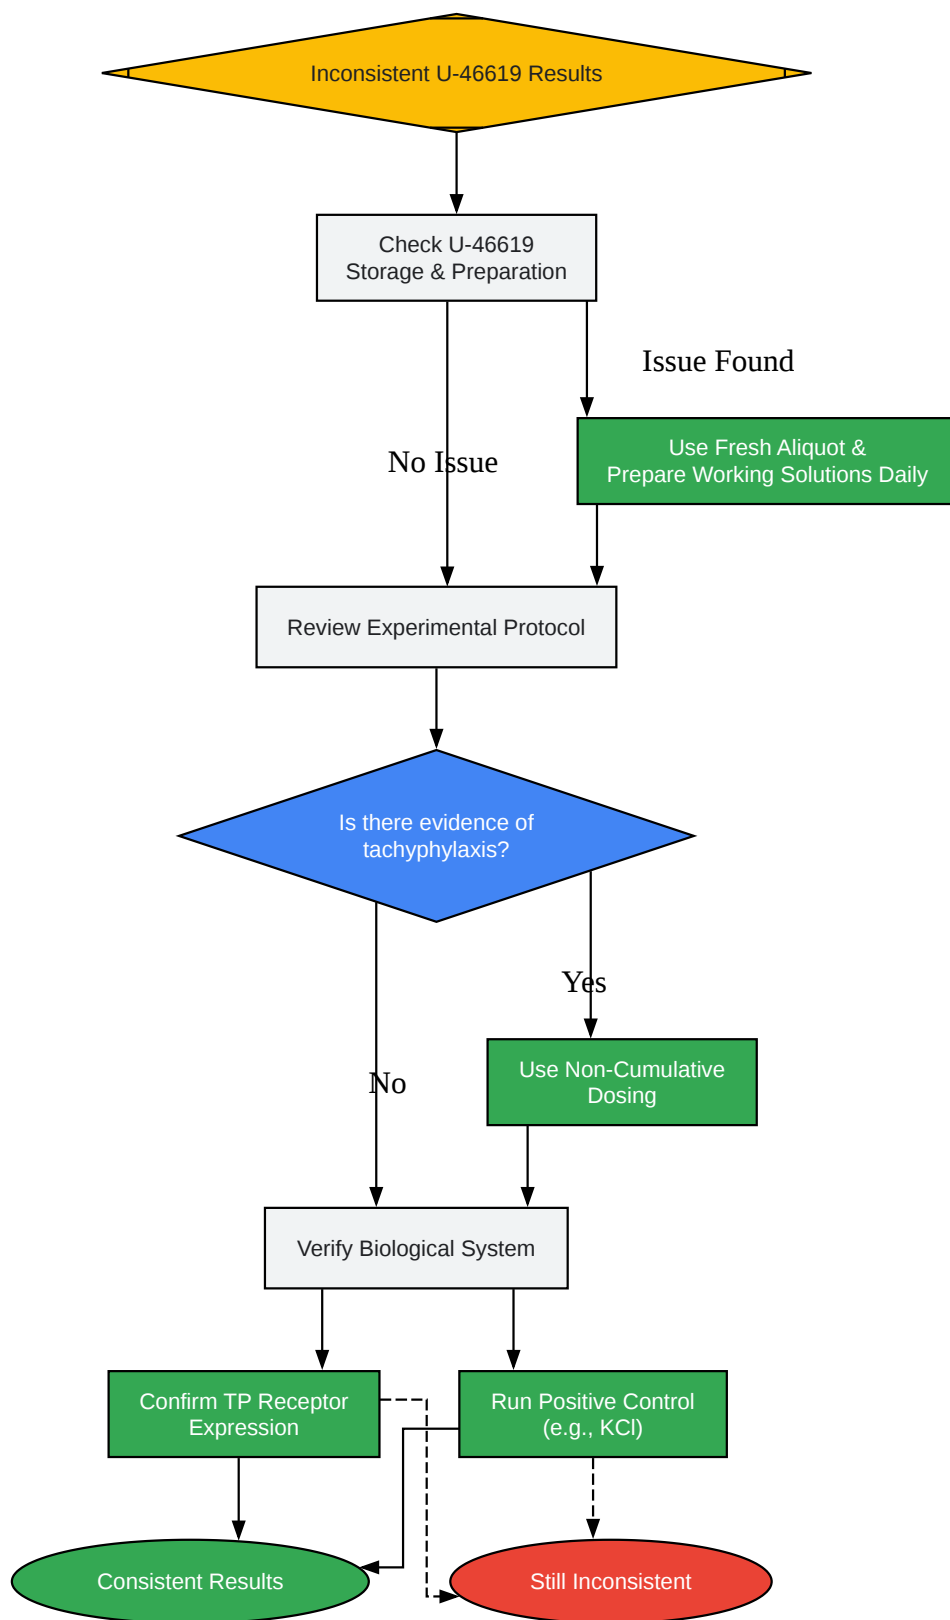 Inconsistent U-46619 Results
Check U-46619
Storage & Preparation
Issue Found
No Issue
Use Fresh Aliquot &
Prepare Working Solutions Daily
Review Experimental Protocol
Is there evidence of
tachyphylaxis?
Yes
No
Use Non-Cumulative
Dosing
Verify Biological System
Confirm TP Receptor
Expression
Run Positive Control
(e.g., KCl)
Consistent Results
Still Inconsistent